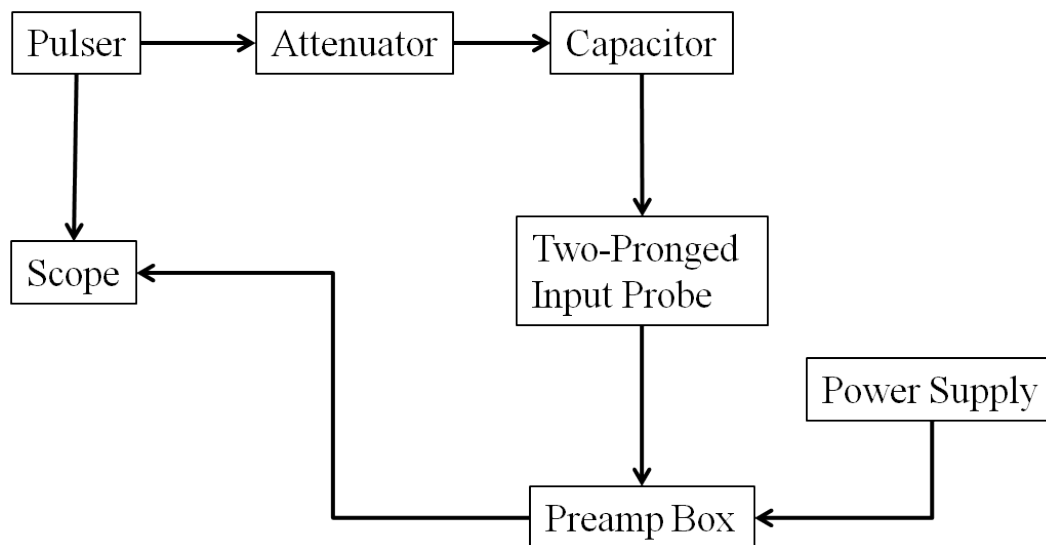 Pulser
Attenuator
Capacitor
Scope
Two-Pronged
Input Probe
Power Supply
Preamp Box